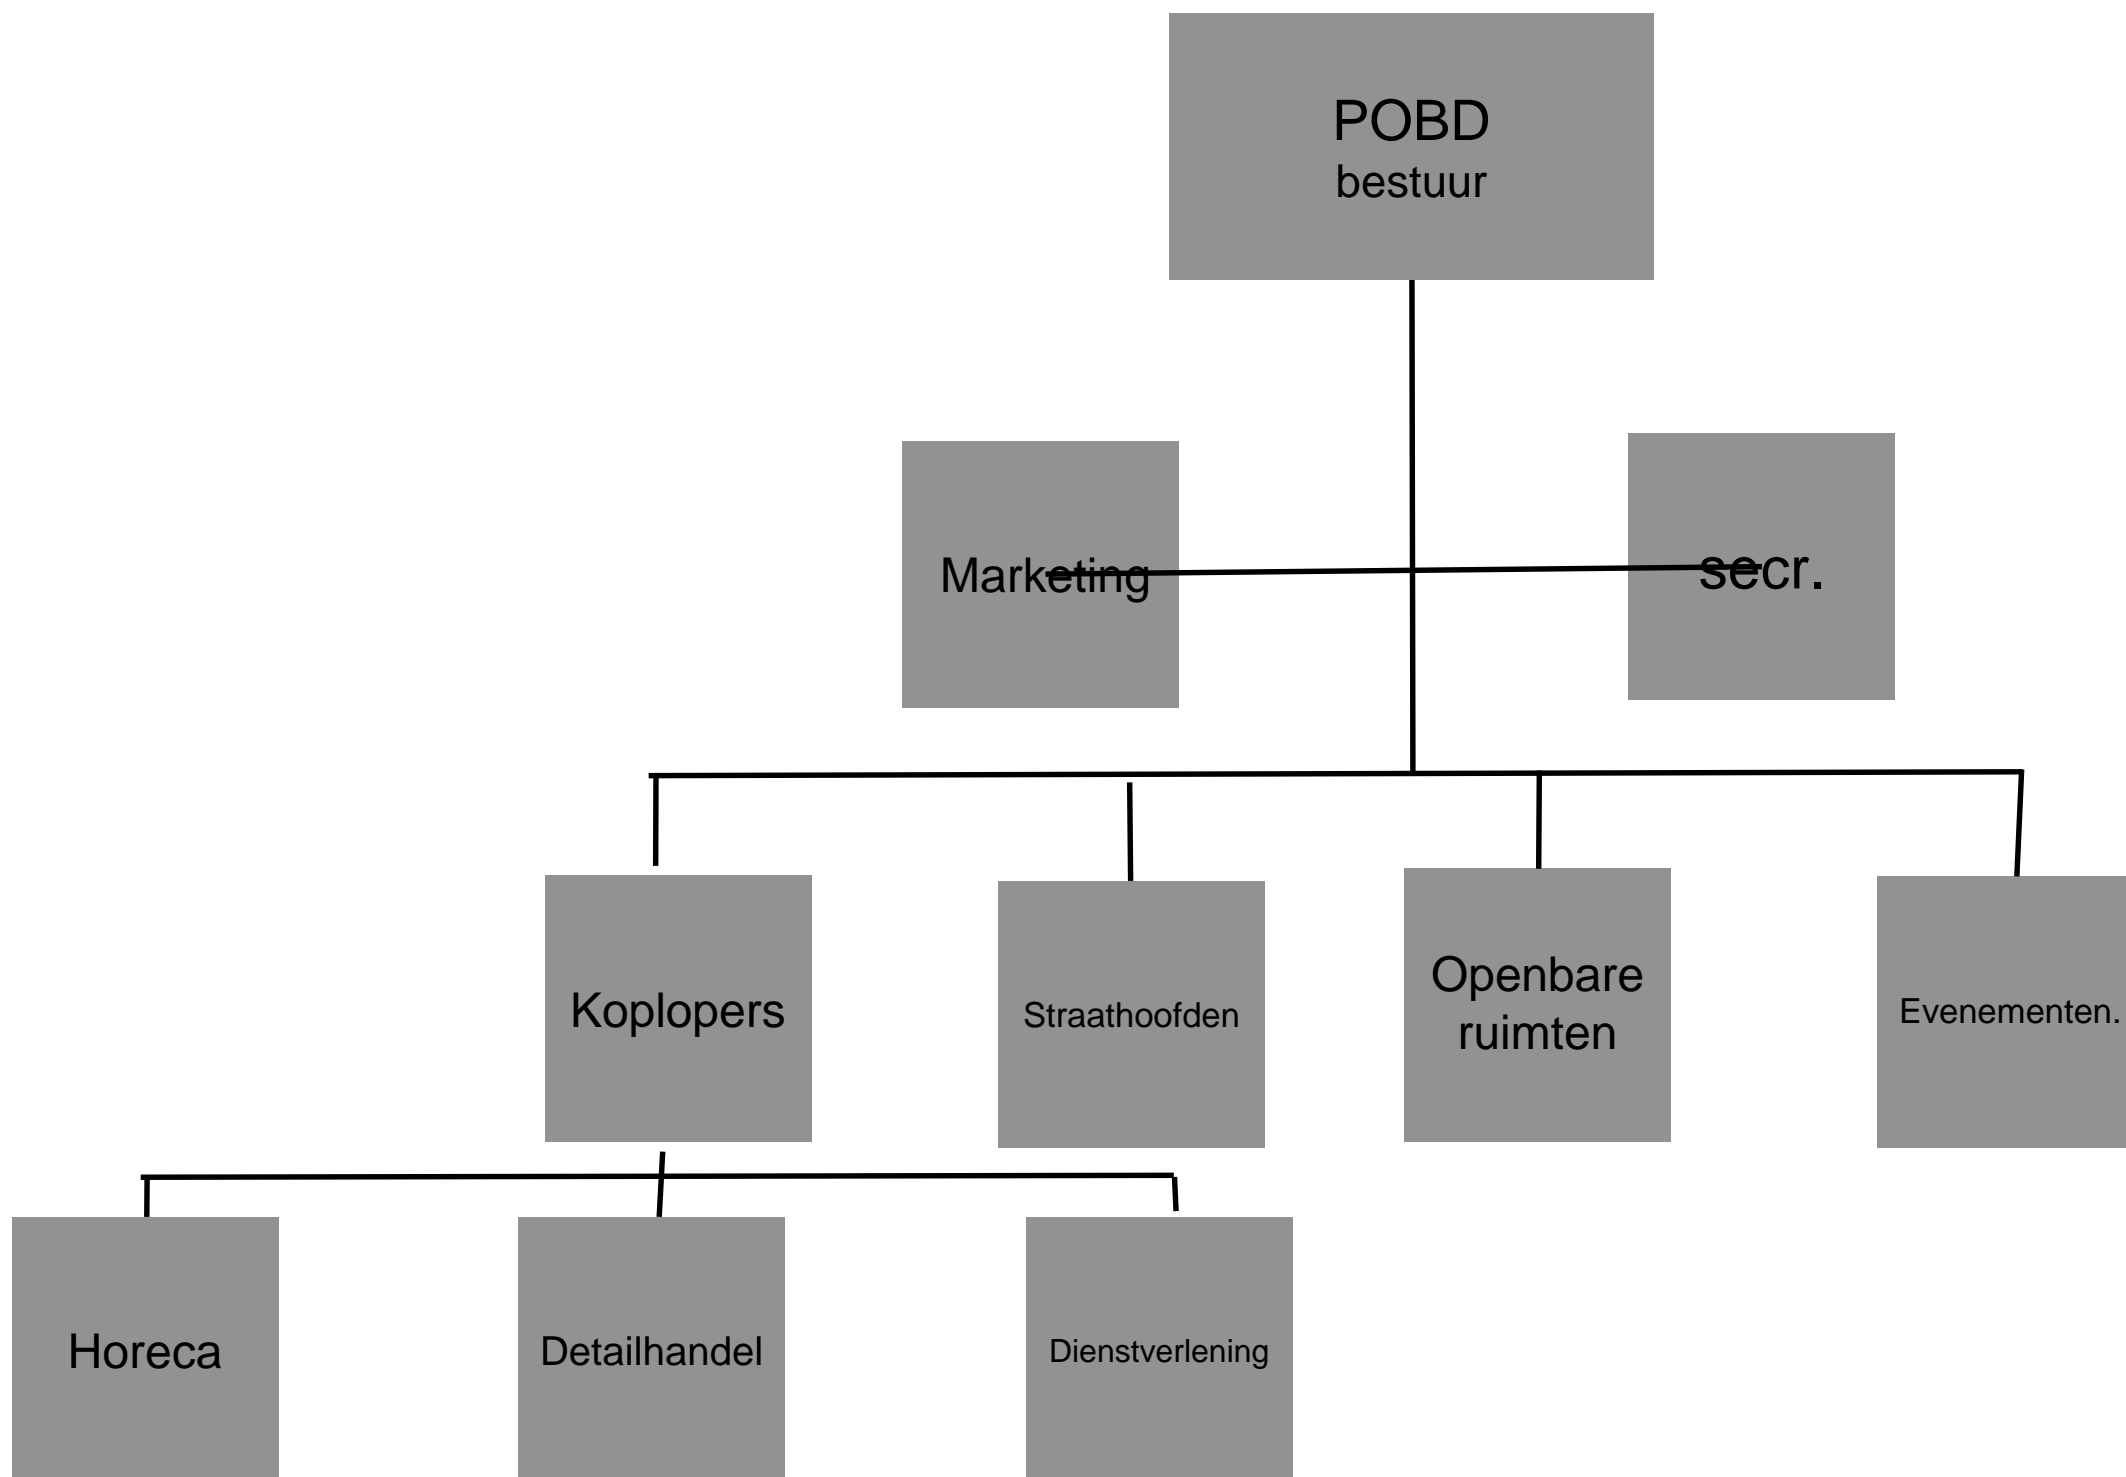 POBD
bestuur
Marketing
secr.
Koplopers
Straathoofden
Openbare
ruimten
Evenementen.
Horeca
Detailhandel
Dienstverlening